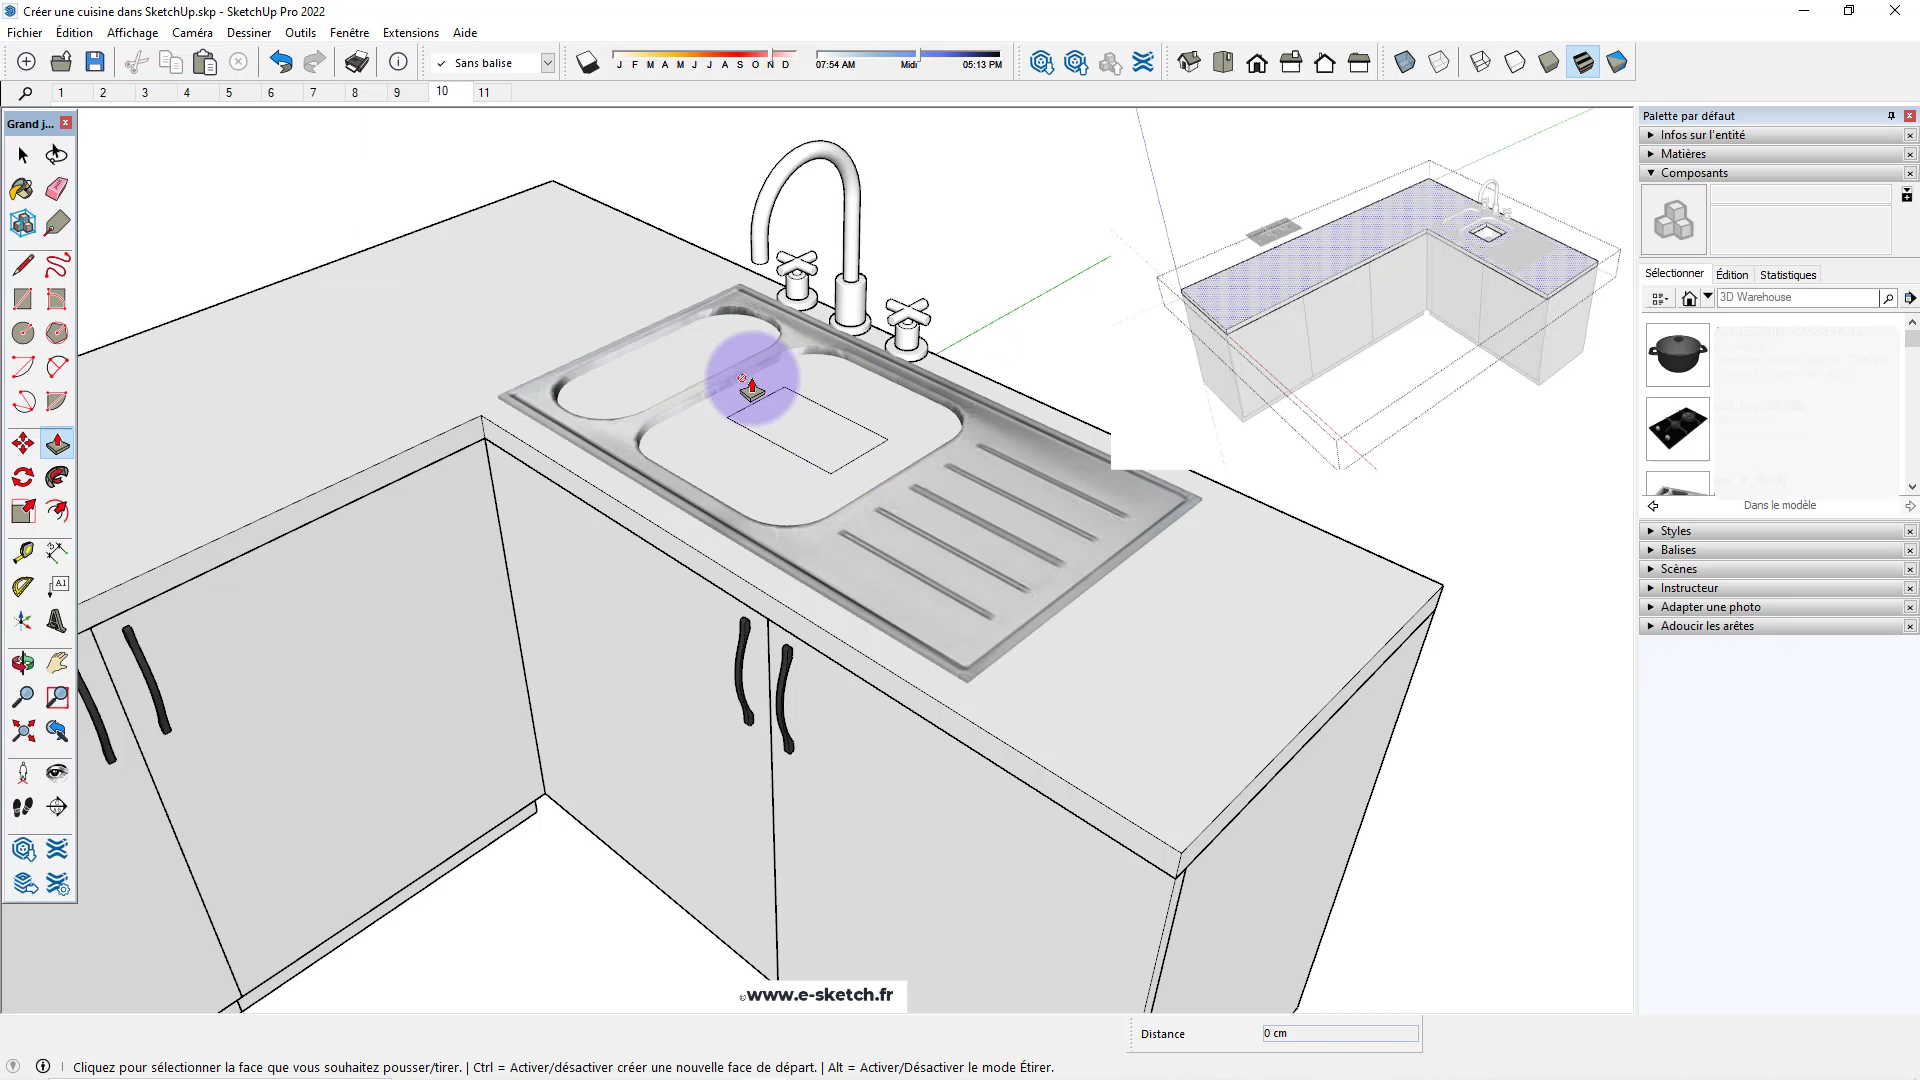 Créer une cuisine dans SketchUp.skp - SketchUp Pro 2022
Fichier Édition Affichage Caméra Dessiner Outils Fenêtre Extensions Aide
✓ Sans balise
J F M A M J J A S O N D
07:54 AM Midi 05:13 PM
1 2 3 4 5 6 7 8 9 10 11
Grand j...
A1
Palette par défaut
Infos sur l'entité
Matières
Composants
Sélectionner Édition Statistiques
3D Warehouse
Dans le modèle
Styles
Balises
Scènes
Instructeur
Adapter une photo
Adoucir les arêtes
©www.e-sketch.fr
Distance 0 cm
Cliquez pour sélectionner la face que vous souhaitez pousser/tirer. | Ctrl = Activer/désactiver créer une nouvelle face de départ. | Alt = Activer/Désactiver le mode Étirer.